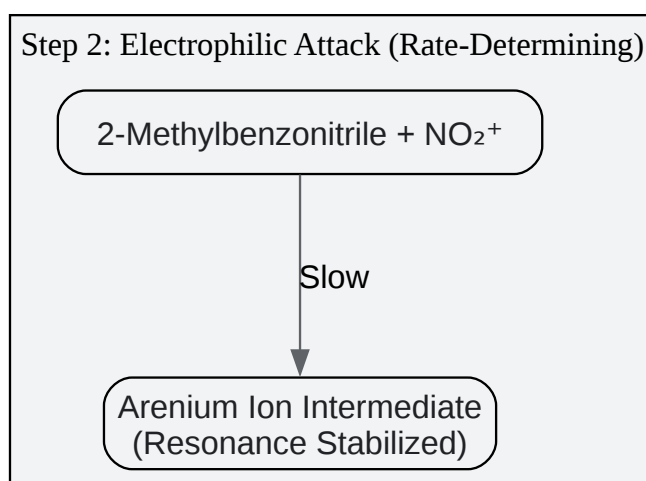 Step 2: Electrophilic Attack (Rate-Determining)
2-Methylbenzonitrile + NO₂⁺
Slow
Arenium Ion Intermediate
(Resonance Stabilized)